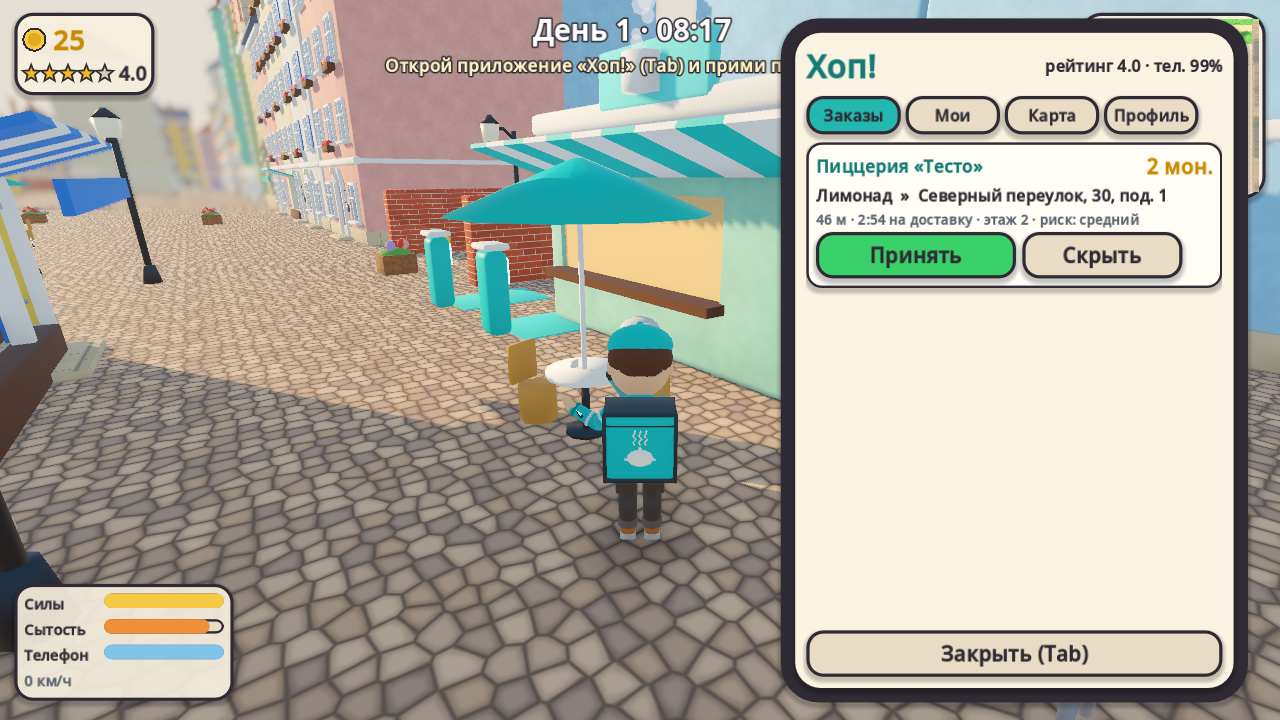 25
4.0
День 1 · 08:17
Открой приложение «Хоп!» (Tab) и прими п
Хоп!
рейтинг 4.0 · тел. 99%
Заказы
Мои
Карта
Профиль
Пиццерия «Тесто»
2 мон.
Лимонад » Северный переулок, 30, под. 1
46 м · 2:54 на доставку · этаж 2 · риск: средний
Принять
Скрыть
Закрыть (Tab)
Силы
Сытость
Телефон
0 км/ч